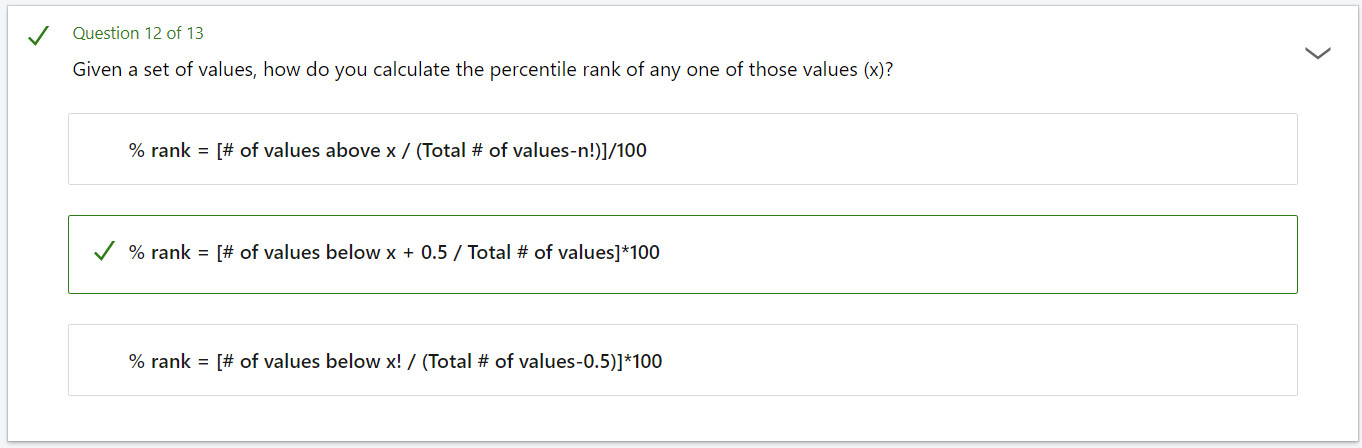 Question 12 of 13
Given a set of values, how do you calculate the percentile rank of any one of those values (x)?
% rank = [# of values above x / (Total # of values-n!)]/100
% rank = [# of values below x + 0.5 / Total # of values]*100
% rank = [# of values below x! / (Total # of values-0.5)]*100